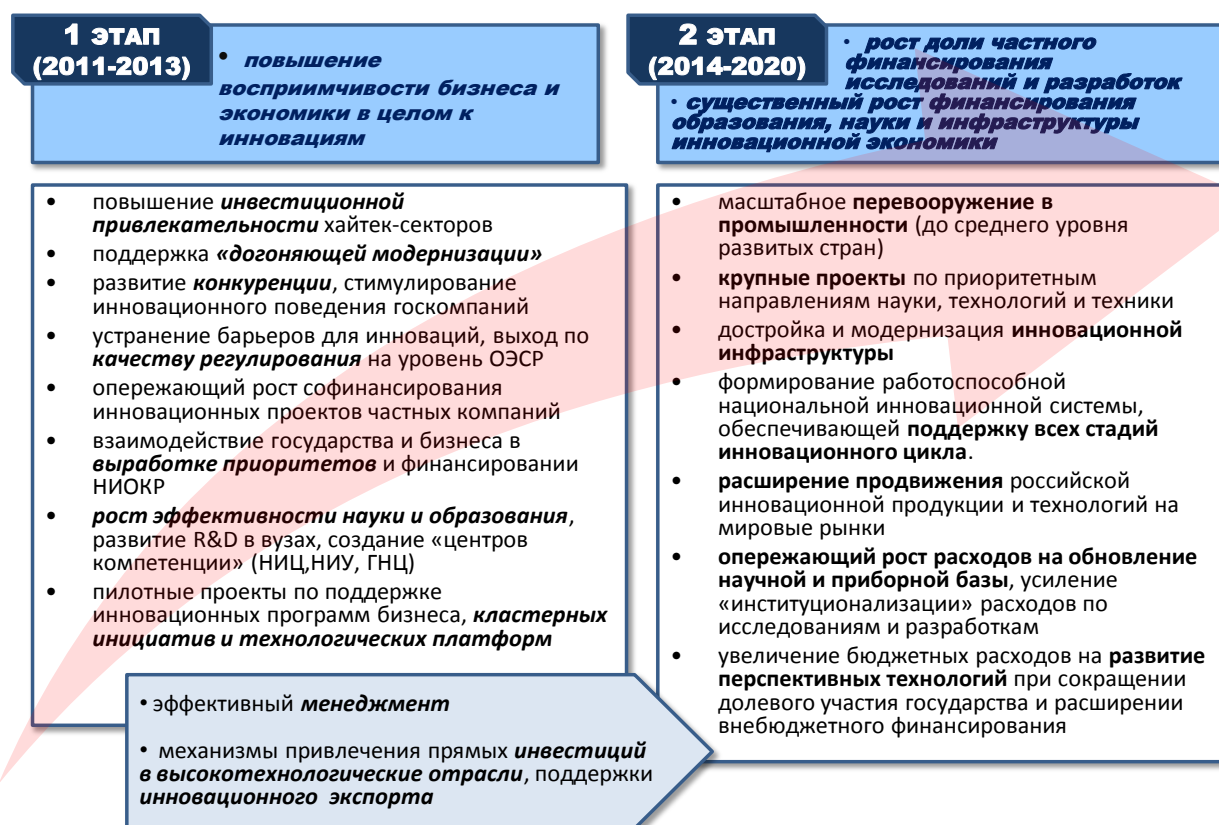 1 ЭТАП
(2011-2013)
• повышение
восприимчивости бизнеса и
экономики в целом к
инновациям
• повышение инвестиционной
привлекательности хайтек-секторов
• поддержка «догоняющей модернизации»
• развитие конкуренции, стимулирование
инновационного поведения госкомпаний
• устранение барьеров для инноваций, выход по
качеству регулирования на уровень ОЭСР
• опережающий рост софинансирования
инновационных проектов частных компаний
• взаимодействие государства и бизнеса в
выработке приоритетов и финансировании
НИОКР
• рост эффективности науки и образования,
развитие R&D в вузах, создание «центров
компетенции» (НИЦ,НИУ, ГНЦ)
• пилотные проекты по поддержке
инновационных программ бизнеса, кластерных
инициатив и технологических платформ
• эффективный менеджмент
• механизмы привлечения прямых инвестиций
в высокотехнологические отрасли, поддержки
инновационного экспорта
2 ЭТАП
(2014-2020)
• рост доли частного
финансирования
исследований и разработок
• существенный рост финансирования
образования, науки и инфраструктуры
инновационной экономики
• масштабное перевооружение в
промышленности (до среднего уровня
развитых стран)
• крупные проекты по приоритетным
направлениям науки, технологий и техники
• достройка и модернизация инновационной
инфраструктуры
• формирование работоспособной
национальной инновационной системы,
обеспечивающей поддержку всех стадий
инновационного цикла.
• расширение продвижения российской
инновационной продукции и технологий на
мировые рынки
• опережающий рост расходов на обновление
научной и приборной базы, усиление
«институционализации» расходов по
исследованиям и разработкам
• увеличение бюджетных расходов на развитие
перспективных технологий при сокращении
долевого участия государства и расширении
внебюджетного финансирования